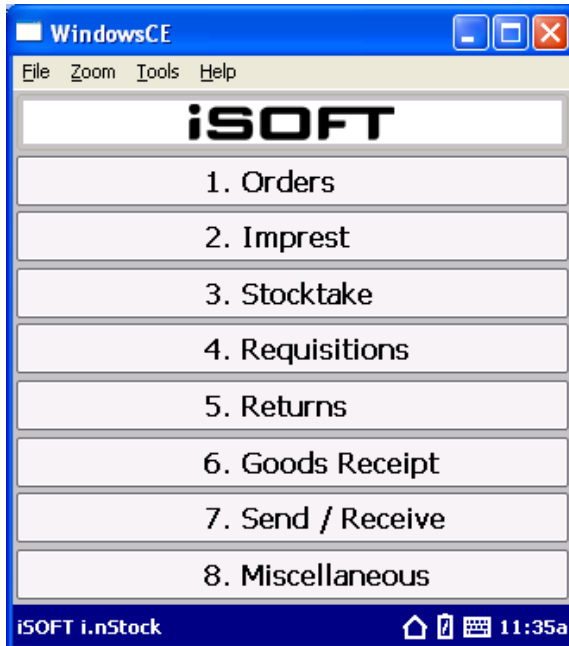 WindowsCE
File Zoom Tools Help
iSOFT
1. Orders
2. Imprest
3. Stocktake
4. Requisitions
5. Returns
6. Goods Receipt
7. Send / Receive
8. Miscellaneous
iSOFT i.nStock 11:35a